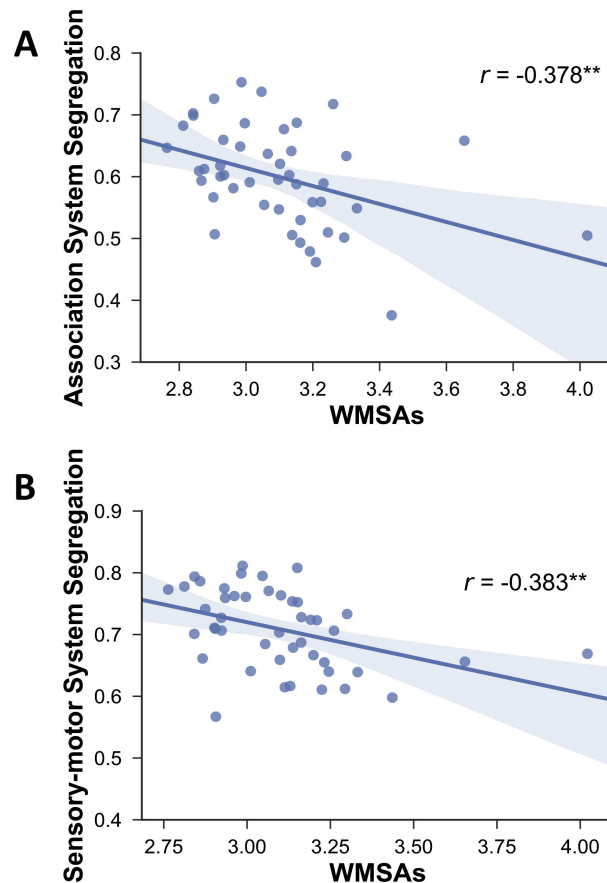 A
Association System Segregation
0.8
0.7
0.6
0.5
0.4
0.3
r = -0.378**
2.8 3.0 3.2 3.4 3.6 3.8 4.0
WMSAs
B
Sensory-motor System Segregation
0.9
0.8
0.7
0.6
0.5
0.4
r = -0.383**
2.75 3.00 3.25 3.50 3.75 4.00
WMSAs